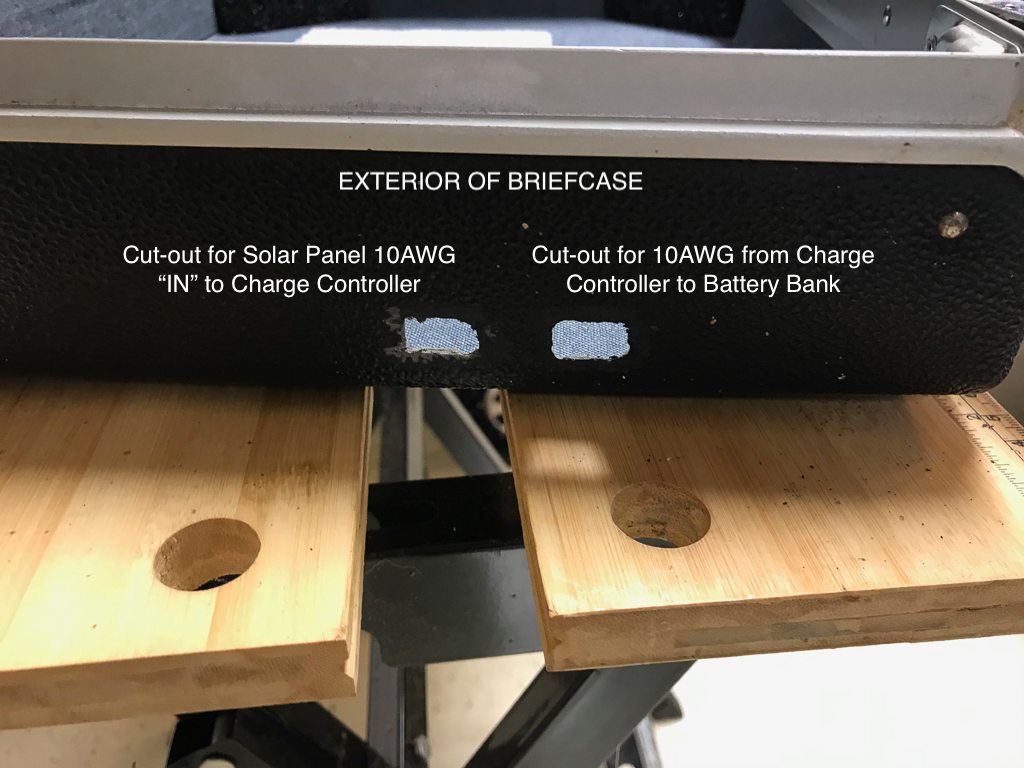 EXTERIOR OF BRIEFCASE
Cut-out for Solar Panel 10AWG
“IN” to Charge Controller
Cut-out for 10AWG from Charge
Controller to Battery Bank